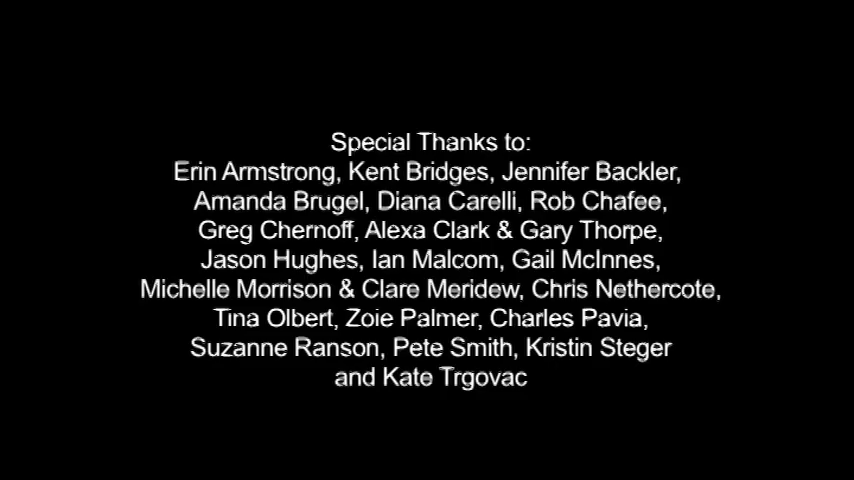 Special Thanks to:
Erin Armstrong, Kent Bridges, Jennifer Backler,
Amanda Brugel, Diana Carelli, Rob Chafee,
Greg Chernoff, Alexa Clark & Gary Thorpe,
Jason Hughes, Ian Malcom, Gail McInnes,
Michelle Morrison & Clare Meridew, Chris Nethercote,
Tina Olbert, Zoie Palmer, Charles Pavia,
Suzanne Ranson, Pete Smith, Kristin Steger
and Kate Trgovac